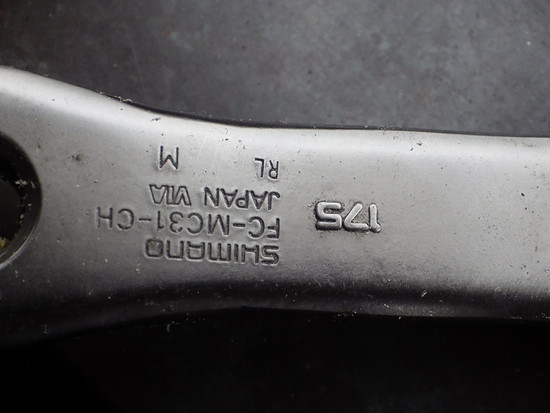 175
SHIMANO
FC-MC31-CH
JAPAN VIA
RL M